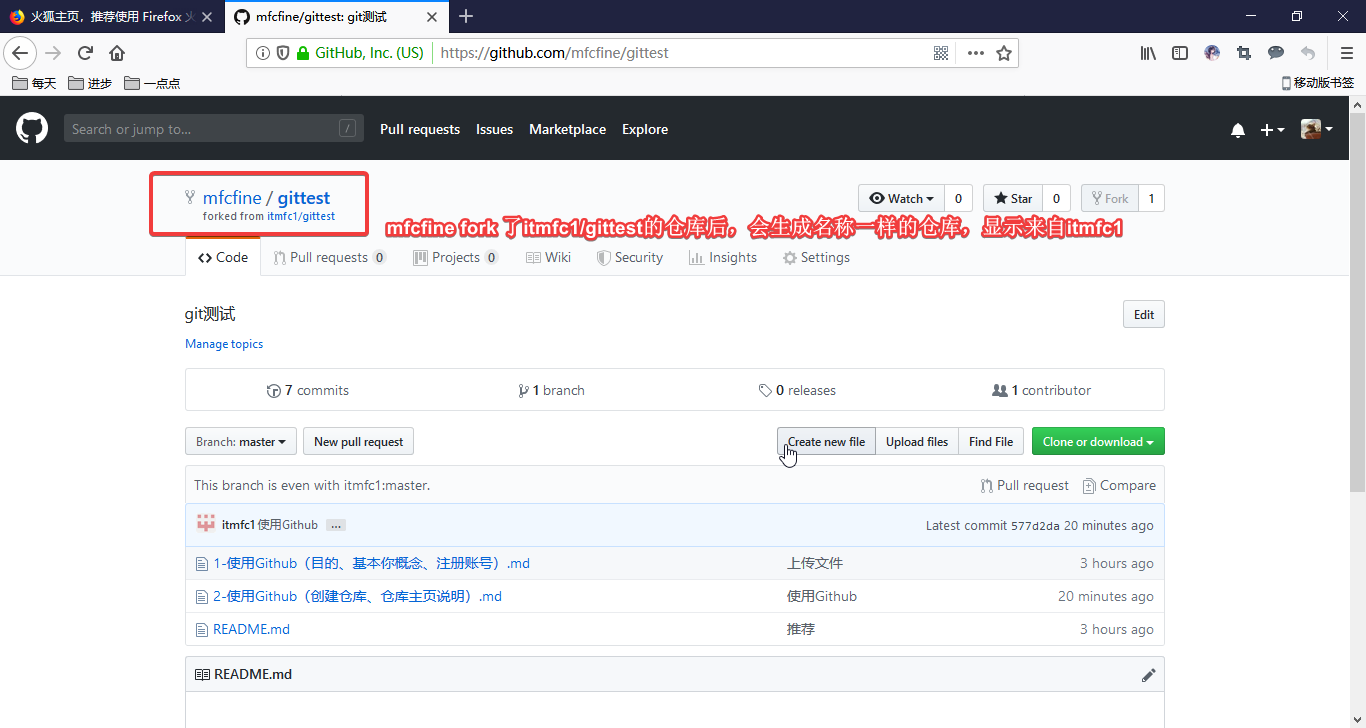 火狐主页，推荐使用 Firefox 火
mfcfine/gittest: git测试
GitHub, Inc. (US) https://github.com/mfcfine/gittest
每天 进步 一点点 移动版书签
Search or jump to... / Pull requests Issues Marketplace Explore
mfcfine / gittest
forked from itmfc1/gittest
Watch 0 Star 0 Fork 1
mfcfine fork 了itmfc1/gittest的仓库后，会生成名称一样的仓库，显示来自itmfc1
Code Pull requests 0 Projects 0 Wiki Security Insights Settings
git测试 Edit
Manage topics
7 commits 1 branch 0 releases 1 contributor
Branch: master New pull request Create new file Upload files Find File Clone or download
This branch is even with itmfc1:master. Pull request Compare
itmfc1 使用Github ... Latest commit 577d2da 20 minutes ago
1-使用Github（目的、基本你概念、注册账号）.md 上传文件 3 hours ago
2-使用Github（创建仓库、仓库主页说明）.md 使用Github 20 minutes ago
README.md 推荐 3 hours ago
README.md